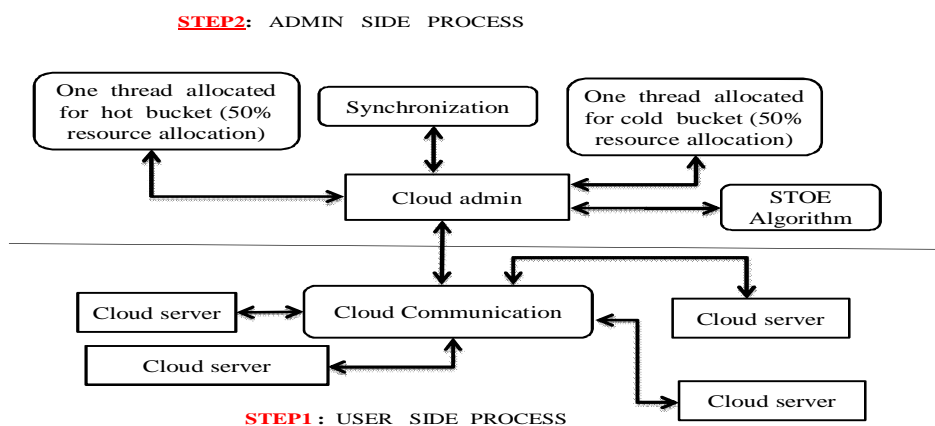 STEP2: ADMIN SIDE PROCESS
One thread allocated
for hot bucket (50%
resource allocation)
Synchronization
One thread allocated
for cold bucket (50%
resource allocation)
Cloud admin
STOE
Algorithm
Cloud server
Cloud Communication
Cloud server
Cloud server
Cloud server
STEP1 : USER SIDE PROCESS